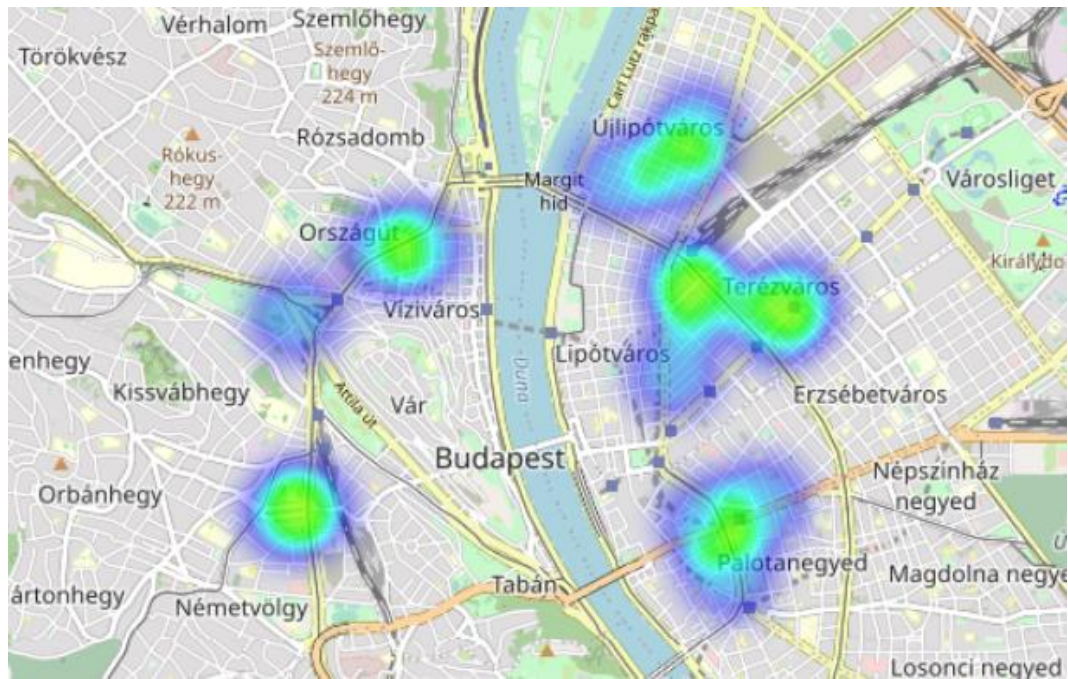 Vérhalom
Szemlőhegy
Törökvész
Szemlő-
hegy
224 m
Carl Lutz rakpa
Rózsadomb
Újlipótváros
Rókus-
hegy
222 m
Margit
híd
Városliget
Országút
Királydo
Terézváros
Víziváros
Duna
Lipótváros
enhegy
Kissvábhegy
Attila út
Vár
Erzsébetváros
Budapest
Népszínház
negyed
Orbánhegy
Palotanegyed
Tabán
Magdolna negye
ártonhegy
Németvölgy
Losonci negyed